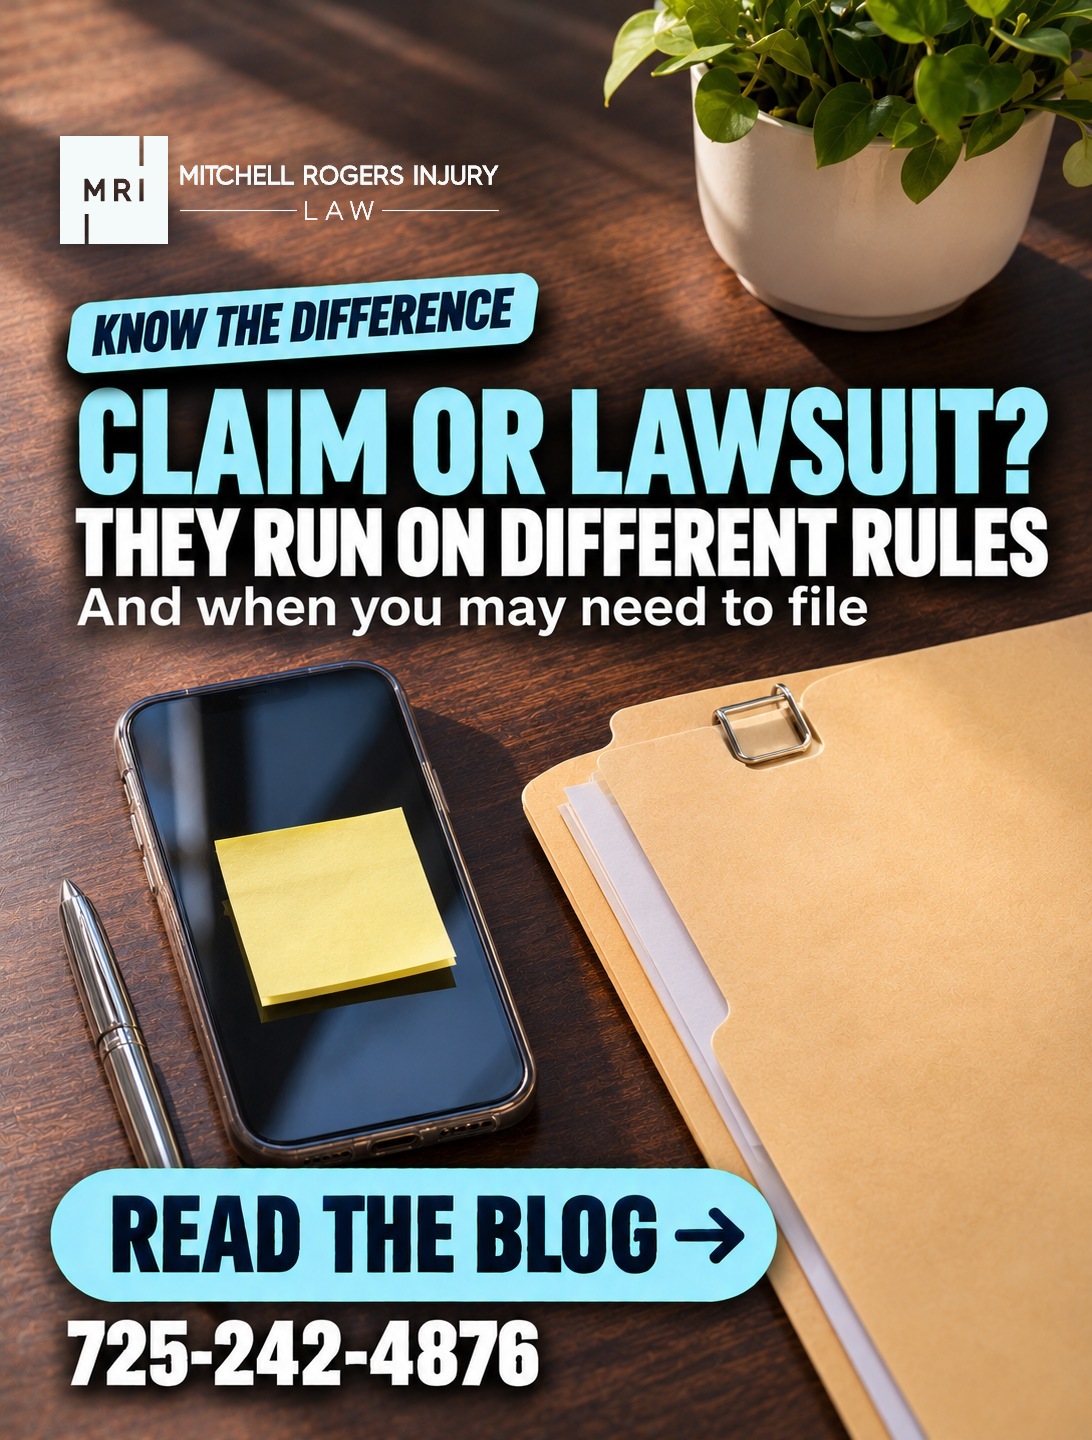 MRI
MITCHELL ROGERS INJURY
LAW
KNOW THE DIFFERENCE
CLAIM OR LAWSUIT?
THEY RUN ON DIFFERENT RULES
And when you may need to file
READ THE BLOG →
725-242-4876